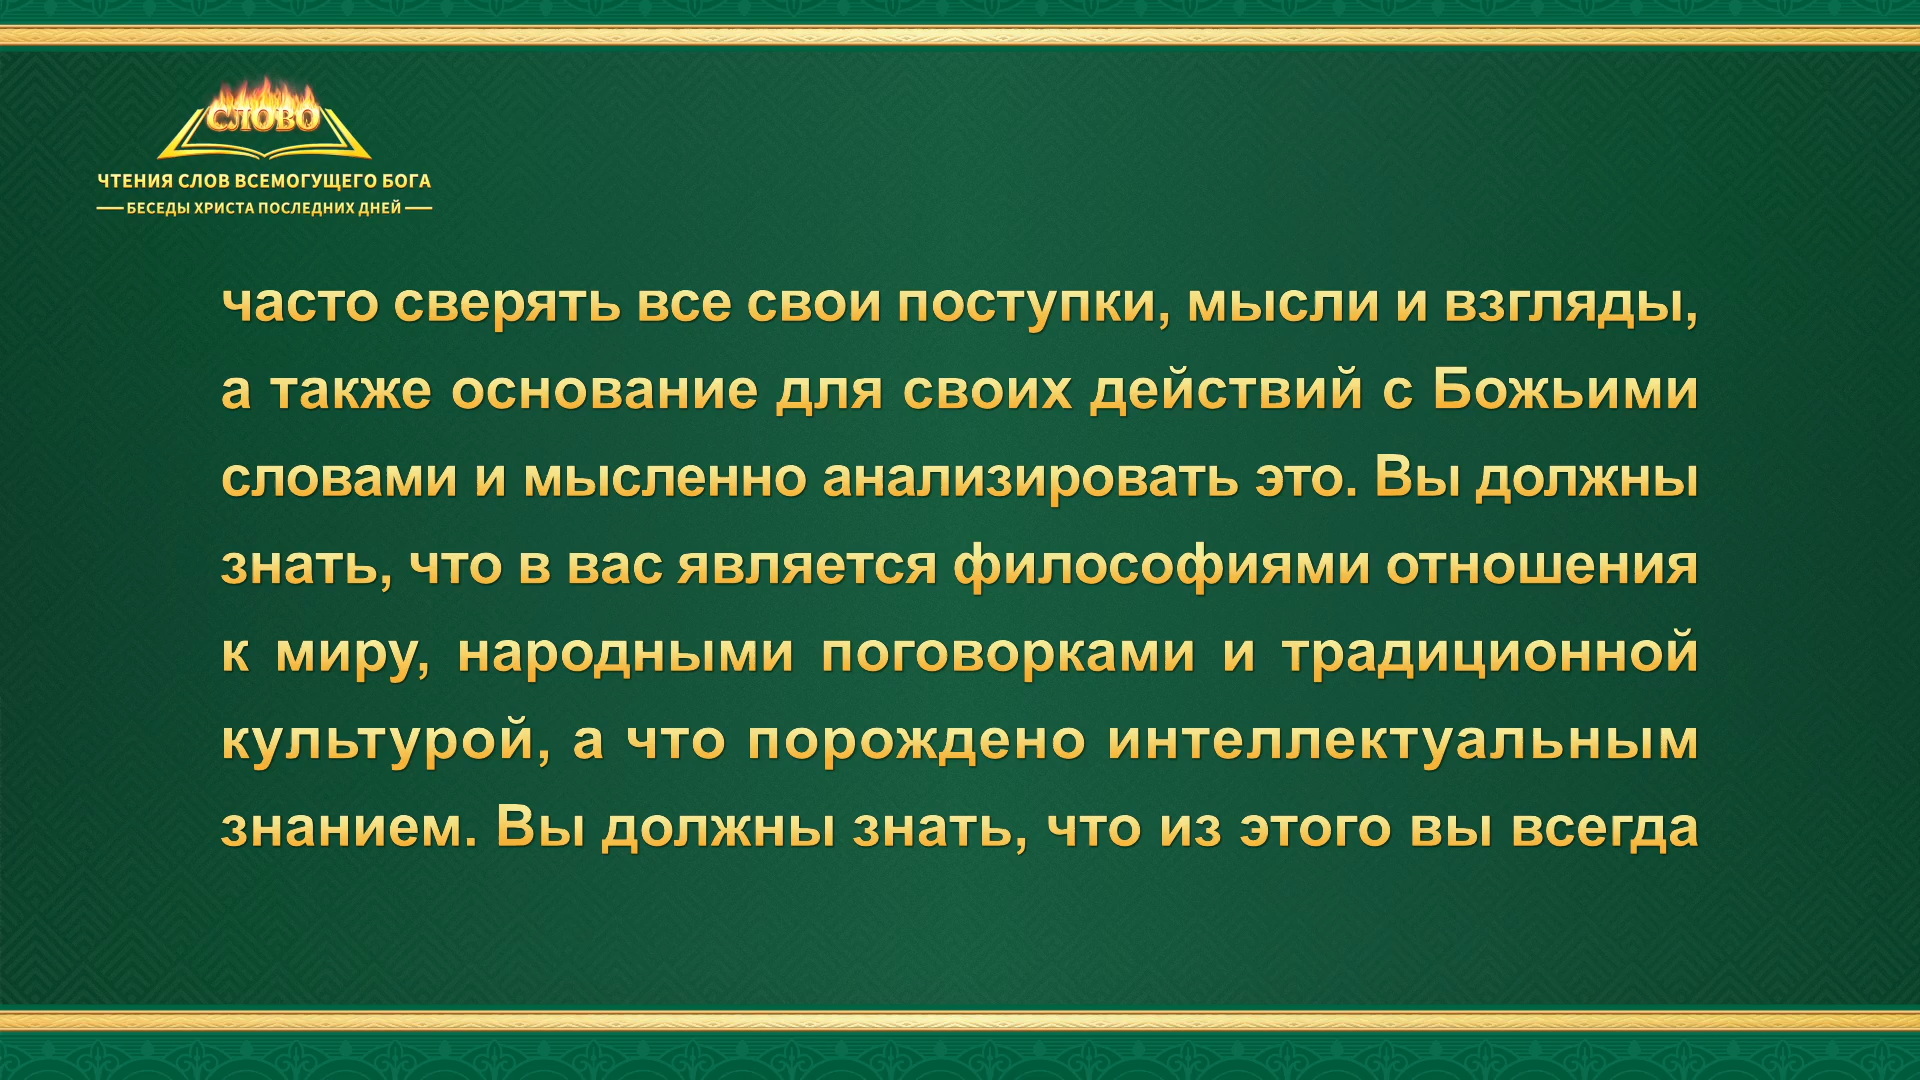 СЛОВО
ЧТЕНИЯ СЛОВ ВСЕМОГУЩЕГО БОГА
БЕСЕДЫ ХРИСТА ПОСЛЕДНИХ ДНЕЙ
часто сверять все свои поступки, мысли и взгляды,
а также основание для своих действий с Божьими
словами и мысленно анализировать это. Вы должны
знать, что в вас является философиями отношения
к миру, народными поговорками и традиционной
культурой, а что порождено интеллектуальным
знанием. Вы должны знать, что из этого вы всегда